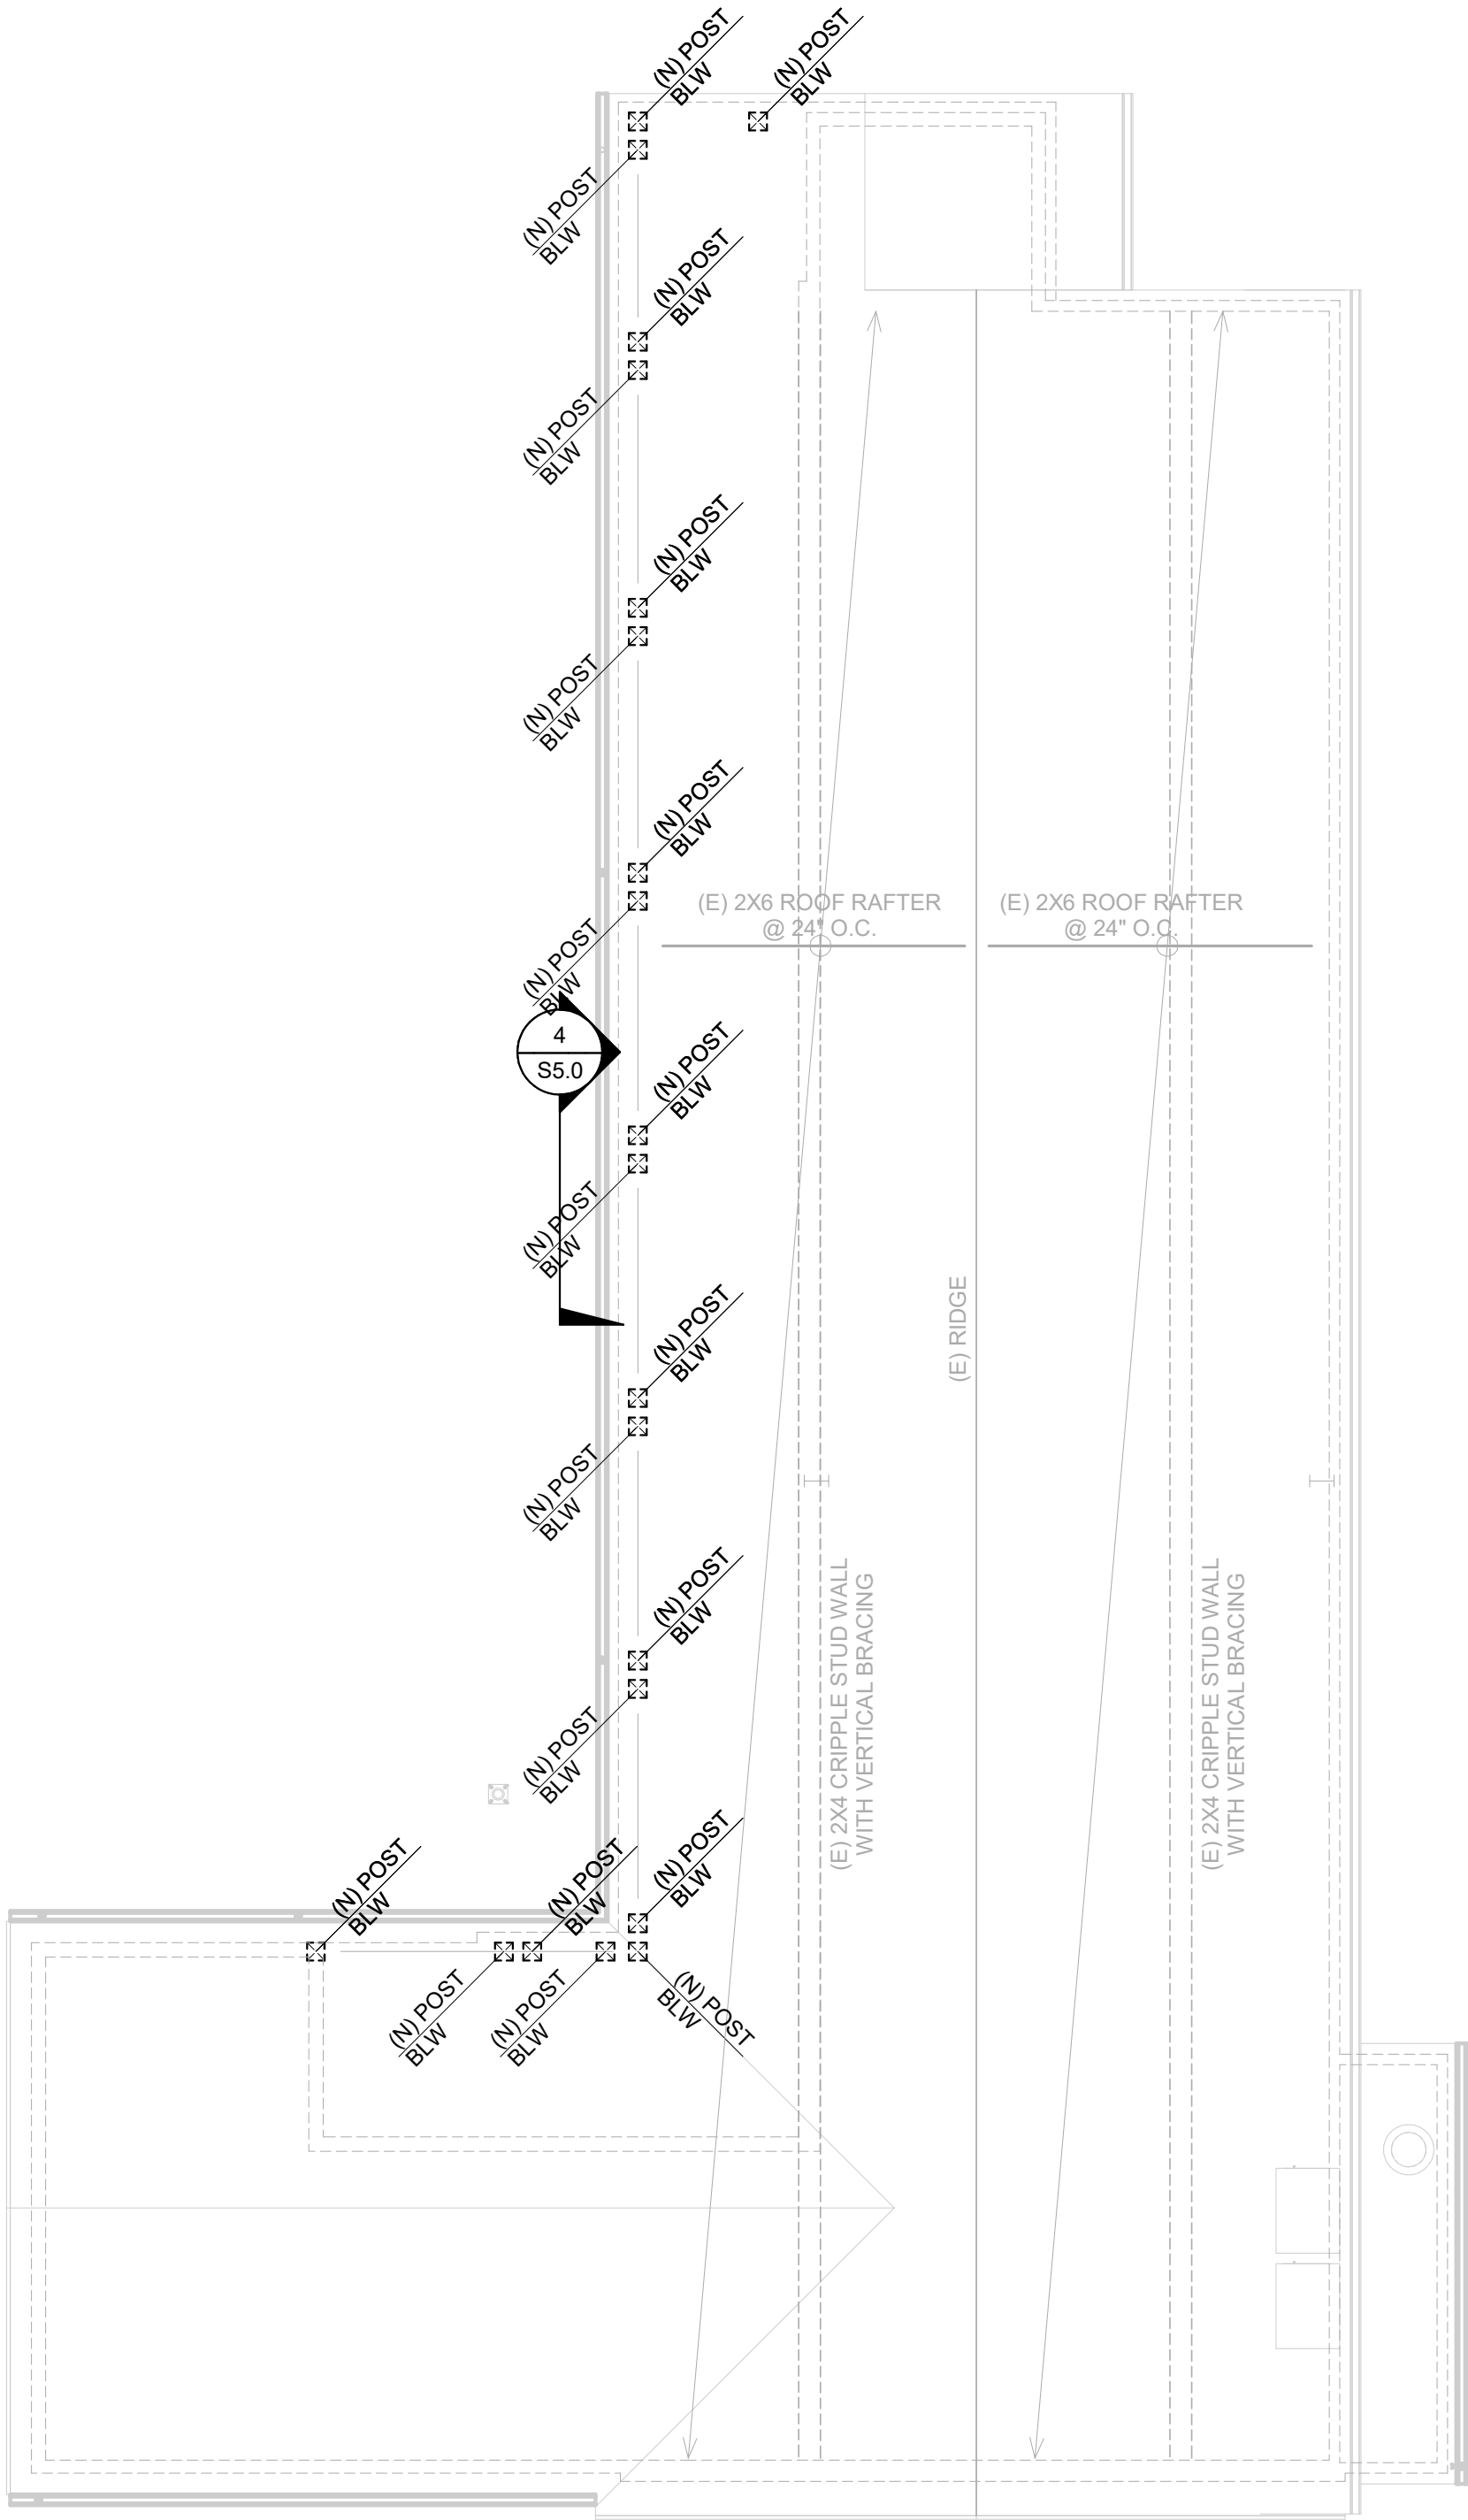 (N) POST
BLW
(N) POST
BLW
(N) POST
BLW
(N) POST
BLW
(N) POST
BLW
(N) POST
BLW
(N) POST
BLW
(N) POST
BLW
(E) 2X6 ROOF RAFTER
@ 24" O.C.
(E) 2X6 ROOF RAFTER
@ 24" O.C.
(N) POST
BLW
4
S5.0
(N) POST
BLW
(N) POST
BLW
(E) RIDGE
(N) POST
BLW
(N) POST
BLW
(N) POST
BLW
(E) 2X4 CRIPPLE STUD WALL
WITH VERTICAL BRACING
(E) 2X4 CRIPPLE STUD WALL
WITH VERTICAL BRACING
(N) POST
BLW
(N) POST
BLW
(N) POST
BLW
(N) POST
BLW
(N) POST
BLW
(N) POST
BLW
(N) POST
BLW
(N) POST
BLW